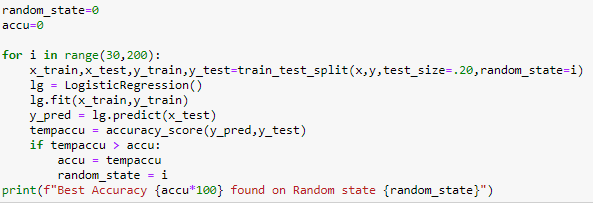 random_state=0
accu=0
for i in range(30,200):
x_train,x_test,y_train,y_test=train_test_split(x,y,test_size=.20,random_state=i)
lg = LogisticRegression()
lg.fit(x_train,y_train)
y_pred = lg.predict(x_test)
tempaccu = accuracy_score(y_pred,y_test)
if tempaccu > accu:
accu = tempaccu
random_state = i
print(f"Best Accuracy {accu*100} found on Random state {random_state}")